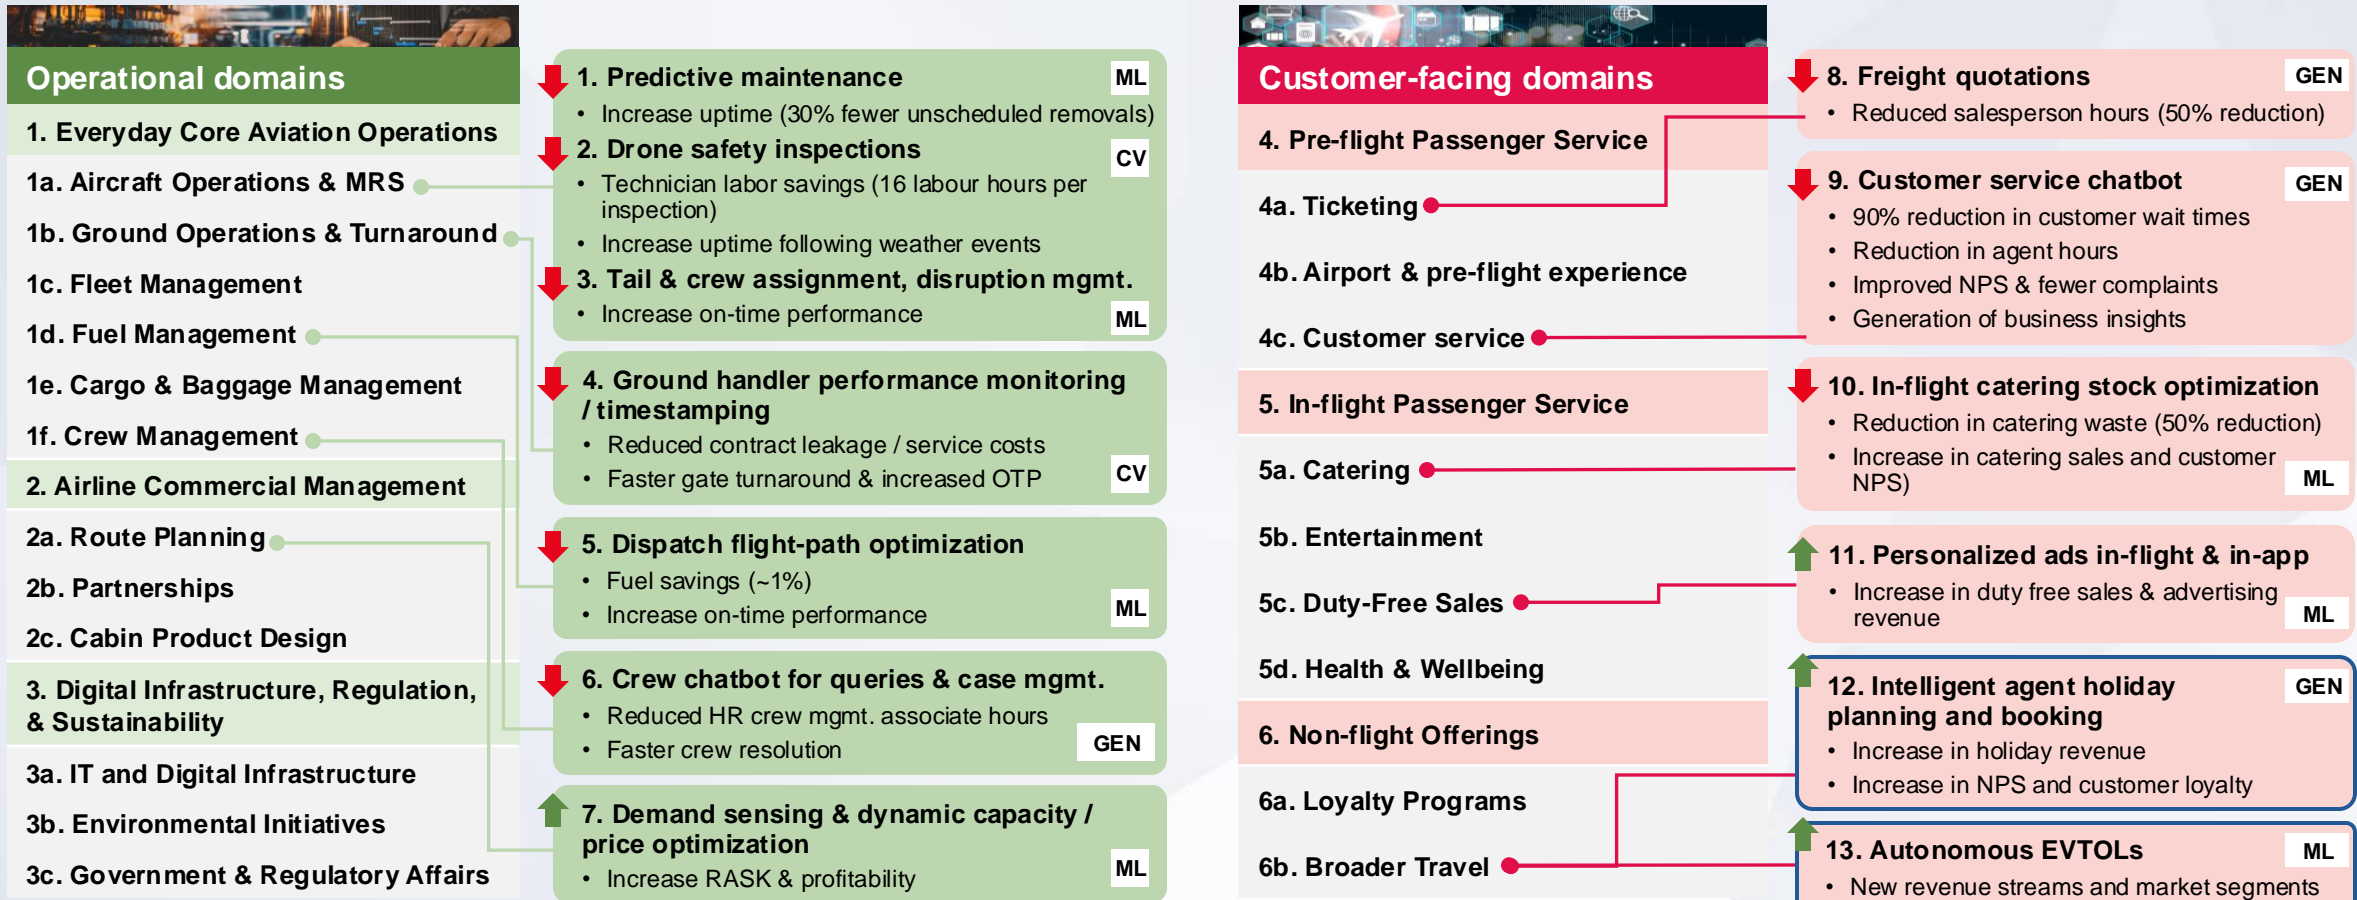 Operational domains
1. Everyday Core Aviation Operations
1a. Aircraft Operations & MRS
1b. Ground Operations & Turnaround
1c. Fleet Management
1d. Fuel Management
1e. Cargo & Baggage Management
1f. Crew Management
2. Airline Commercial Management
2a. Route Planning
2b. Partnerships
2c. Cabin Product Design
3. Digital Infrastructure, Regulation,
& Sustainability
3a. IT and Digital Infrastructure
3b. Environmental Initiatives
3c. Government & Regulatory Affairs
1. Predictive maintenance
ML
• Increase uptime (30% fewer unscheduled removals)
2. Drone safety inspections
CV
• Technician labor savings (16 labour hours per
inspection)
• Increase uptime following weather events
3. Tail & crew assignment, disruption mgmt.
• Increase on-time performance
ML
4. Ground handler performance monitoring
/ timestamping
• Reduced contract leakage / service costs
• Faster gate turnaround & increased OTP
CV
5. Dispatch flight-path optimization
• Fuel savings (~1%)
• Increase on-time performance
ML
6. Crew chatbot for queries & case mgmt.
• Reduced HR crew mgmt. associate hours
• Faster crew resolution
GEN
7. Demand sensing & dynamic capacity /
price optimization
• Increase RASK & profitability
ML
Customer-facing domains
4. Pre-flight Passenger Service
4a. Ticketing
4b. Airport & pre-flight experience
4c. Customer service
5. In-flight Passenger Service
5a. Catering
5b. Entertainment
5c. Duty-Free Sales
5d. Health & Wellbeing
6. Non-flight Offerings
6a. Loyalty Programs
6b. Broader Travel
8. Freight quotations
GEN
• Reduced salesperson hours (50% reduction)
9. Customer service chatbot
GEN
• 90% reduction in customer wait times
• Reduction in agent hours
• Improved NPS & fewer complaints
• Generation of business insights
10. In-flight catering stock optimization
• Reduction in catering waste (50% reduction)
• Increase in catering sales and customer
NPS)
ML
11. Personalized ads in-flight & in-app
• Increase in duty free sales & advertising
revenue
ML
12. Intelligent agent holiday
planning and booking
GEN
• Increase in holiday revenue
• Increase in NPS and customer loyalty
13. Autonomous EVTOLs
ML
• New revenue streams and market segments